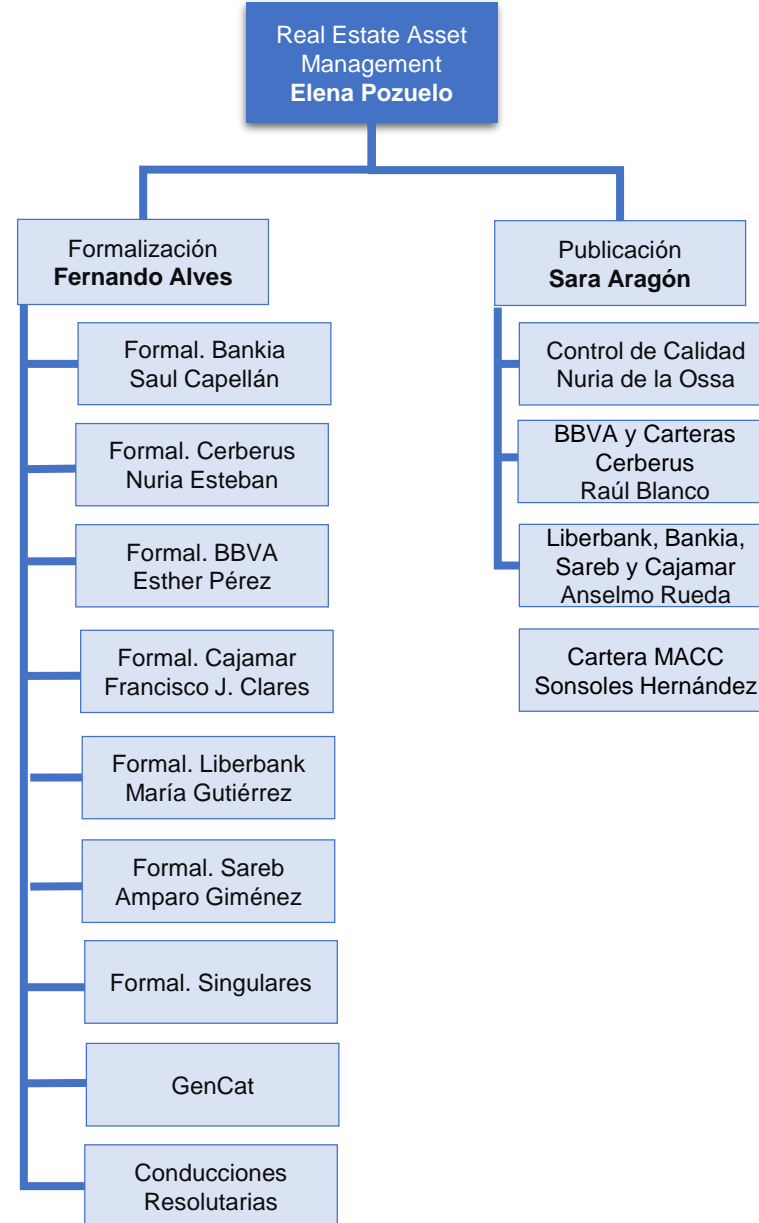 Real Estate Asset
Management
Elena Pozuelo
Formalización
Fernando Alves
Formal. Bankia
Saul Capellán
Formal. Cerberus
Nuria Esteban
Formal. BBVA
Esther Pérez
Formal. Cajamar
Francisco J. Clares
Formal. Liberbank
María Gutiérrez
Formal. Sareb
Amparo Giménez
Formal. Singulares
GenCat
Conducciones
Resolutarias
Publicación
Sara Aragón
Control de Calidad
Nuria de la Ossa
BBVA y Carteras
Cerberus
Raúl Blanco
Liberbank, Bankia,
Sareb y Cajamar
Anselmo Rueda
Cartera MACC
Sonsoles Hernández